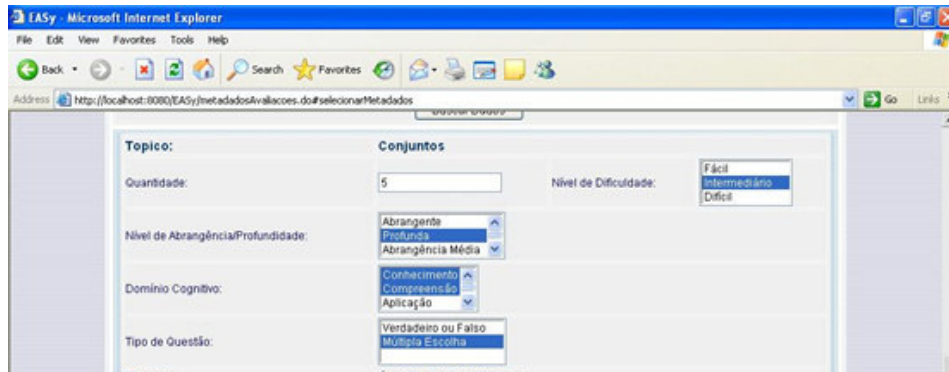 EASy - Microsoft Internet Explorer
File Edit View Favorites Tools Help
Back Search Favorites
Address http://localhost:8080/EASy/metadadosAvaliacoes.do#selecionarMetadados Go Links
Buscar Dados
Topico: Conjuntos
Quantidade: 5 Nível de Dificuldade: Fácil
Intermediário
Difícil
Nível de Abrangência/Profundidade: Abrangente
Profunda
Abrangência Média
Domínio Cognitivo: Conhecimento
Compreensão
Aplicação
Tipo de Questão: Verdadeiro ou Falso
Múltipla Escolha